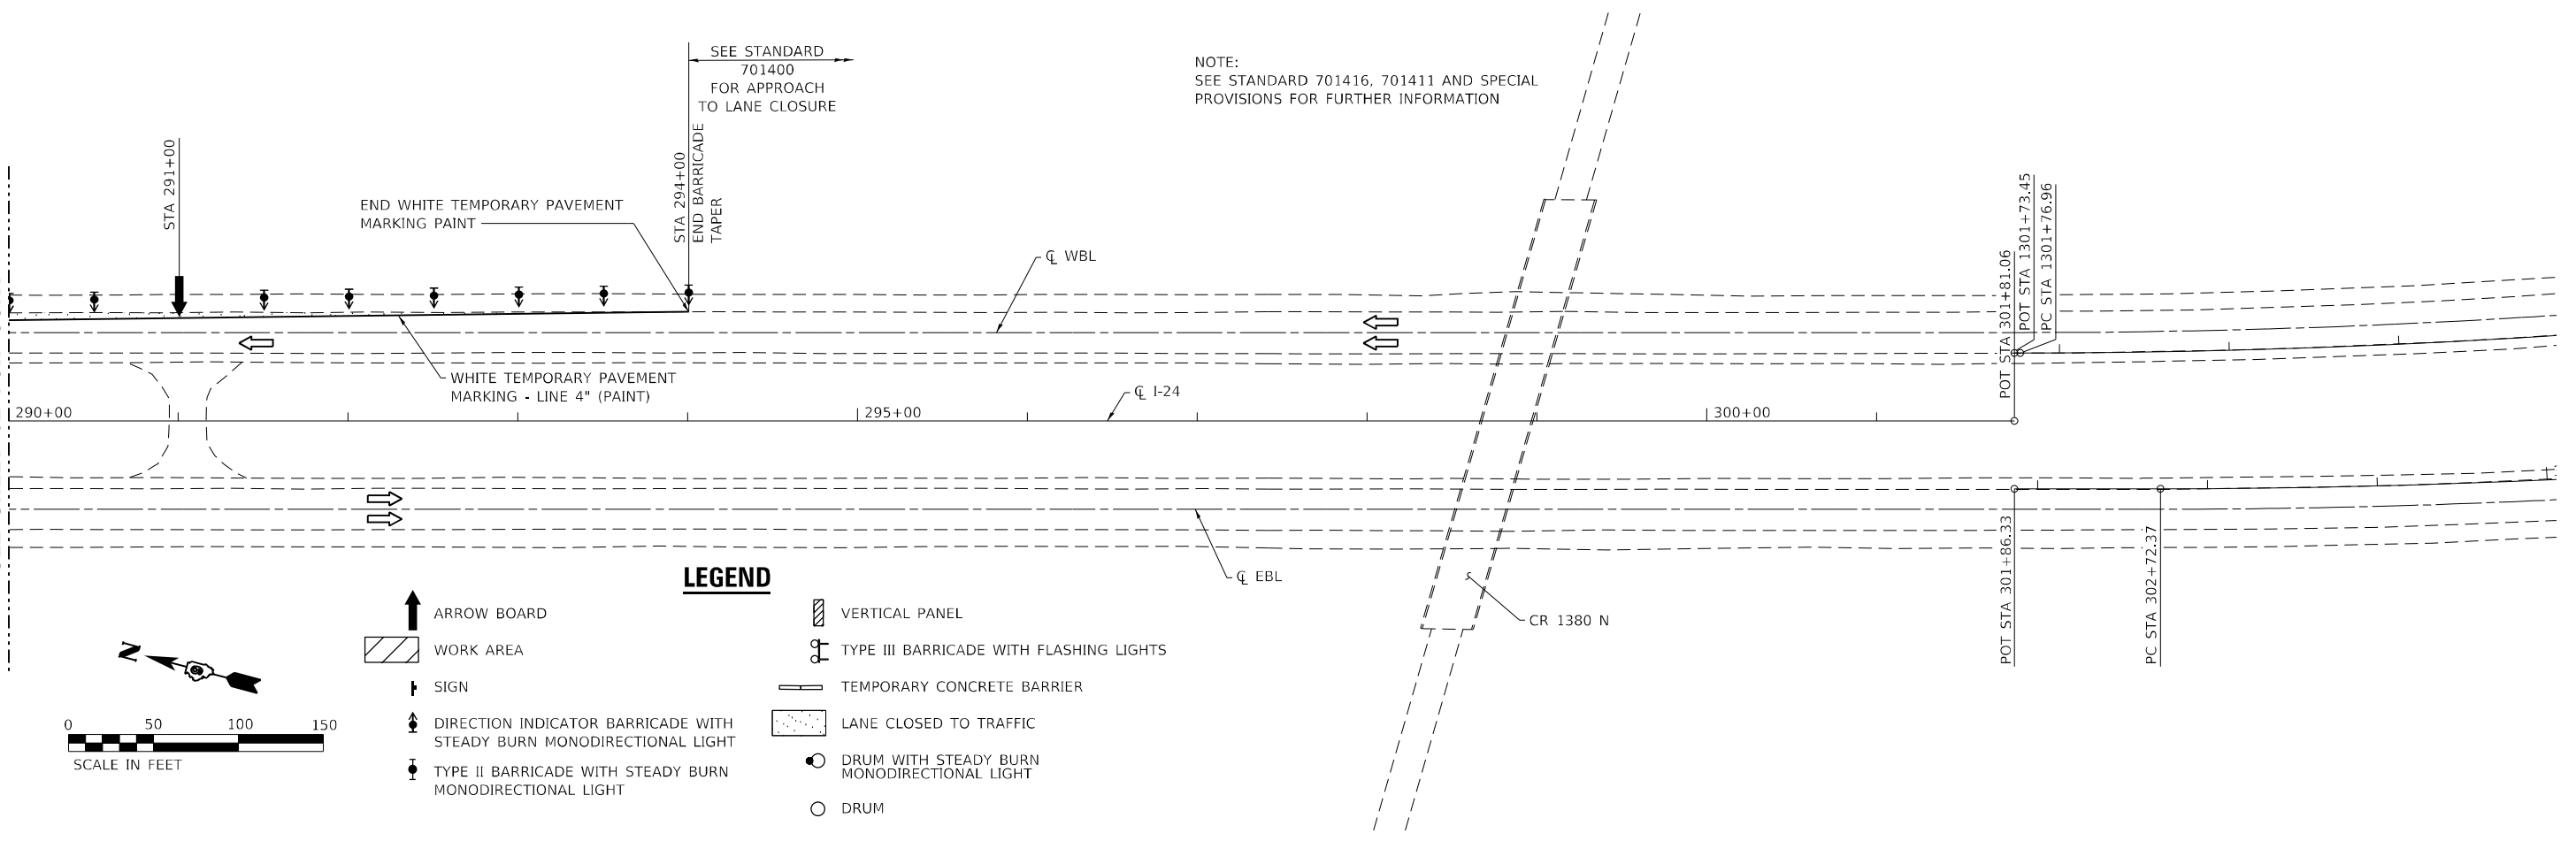 SEE STANDARD
701400
FOR APPROACH
TO LANE CLOSURE
NOTE:
SEE STANDARD 701416, 701411 AND SPECIAL
PROVISIONS FOR FURTHER INFORMATION
STA 291+00
END WHITE TEMPORARY PAVEMENT
MARKING PAINT
STA 294+00
END BARRICADE
TAPER
℄ WBL
POT STA 301+81.06
POT STA 1301+73.45
PC STA 1301+76.96
WHITE TEMPORARY PAVEMENT
MARKING - LINE 4" (PAINT)
℄ I-24
290+00
295+00
300+00
℄ EBL
POT STA 301+86.33
PC STA 302+72.37
CR 1380 N
LEGEND
ARROW BOARD
WORK AREA
SIGN
DIRECTION INDICATOR BARRICADE WITH
STEADY BURN MONODIRECTIONAL LIGHT
TYPE II BARRICADE WITH STEADY BURN
MONODIRECTIONAL LIGHT
VERTICAL PANEL
TYPE III BARRICADE WITH FLASHING LIGHTS
TEMPORARY CONCRETE BARRIER
LANE CLOSED TO TRAFFIC
DRUM WITH STEADY BURN
MONODIRECTIONAL LIGHT
DRUM
N
0 50 100 150
SCALE IN FEET